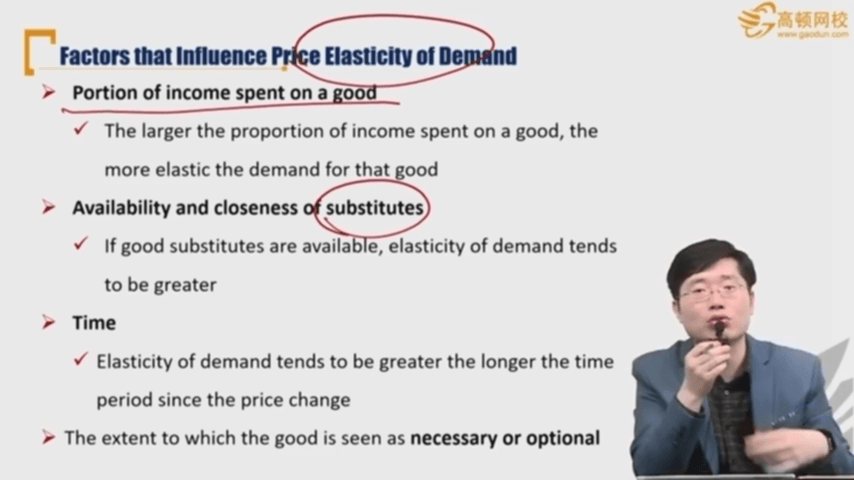 高顿网校
www.gaodun.com
Factors that Influence Price Elasticity of Demand
Portion of income spent on a good
The larger the proportion of income spent on a good, the
more elastic the demand for that good
Availability and closeness of substitutes
If good substitutes are available, elasticity of demand tends
to be greater
Time
Elasticity of demand tends to be greater the longer the time
period since the price change
The extent to which the good is seen as necessary or optional